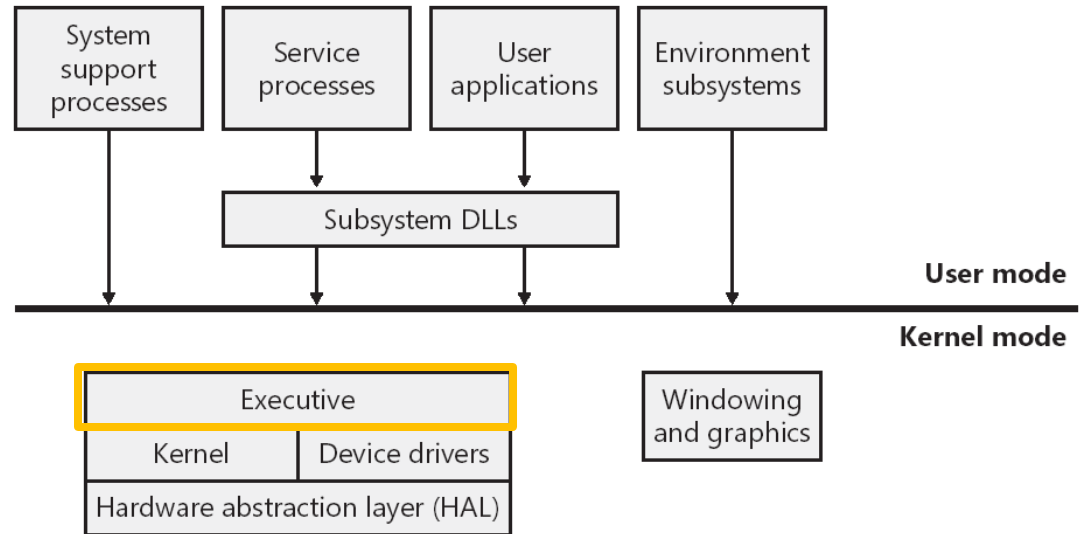 System
support
processes
Service
processes
User
applications
Environment
subsystems
Subsystem DLLs
User mode
Kernel mode
Executive
Kernel
Device drivers
Hardware abstraction layer (HAL)
Windowing
and graphics